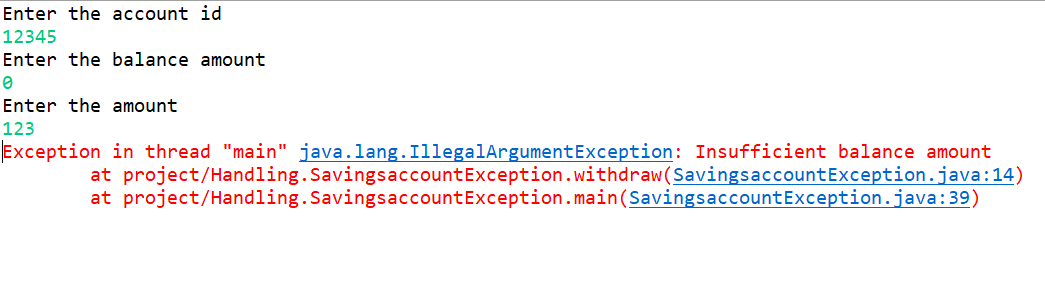 Enter the account id
12345
Enter the balance amount
0
Enter the amount
123
Exception in thread "main" java.lang.IllegalArgumentException: Insufficient balance amount
at project/Handling.SavingsaccountException.withdraw(SavingsaccountException.java:14)
at project/Handling.SavingsaccountException.main(SavingsaccountException.java:39)